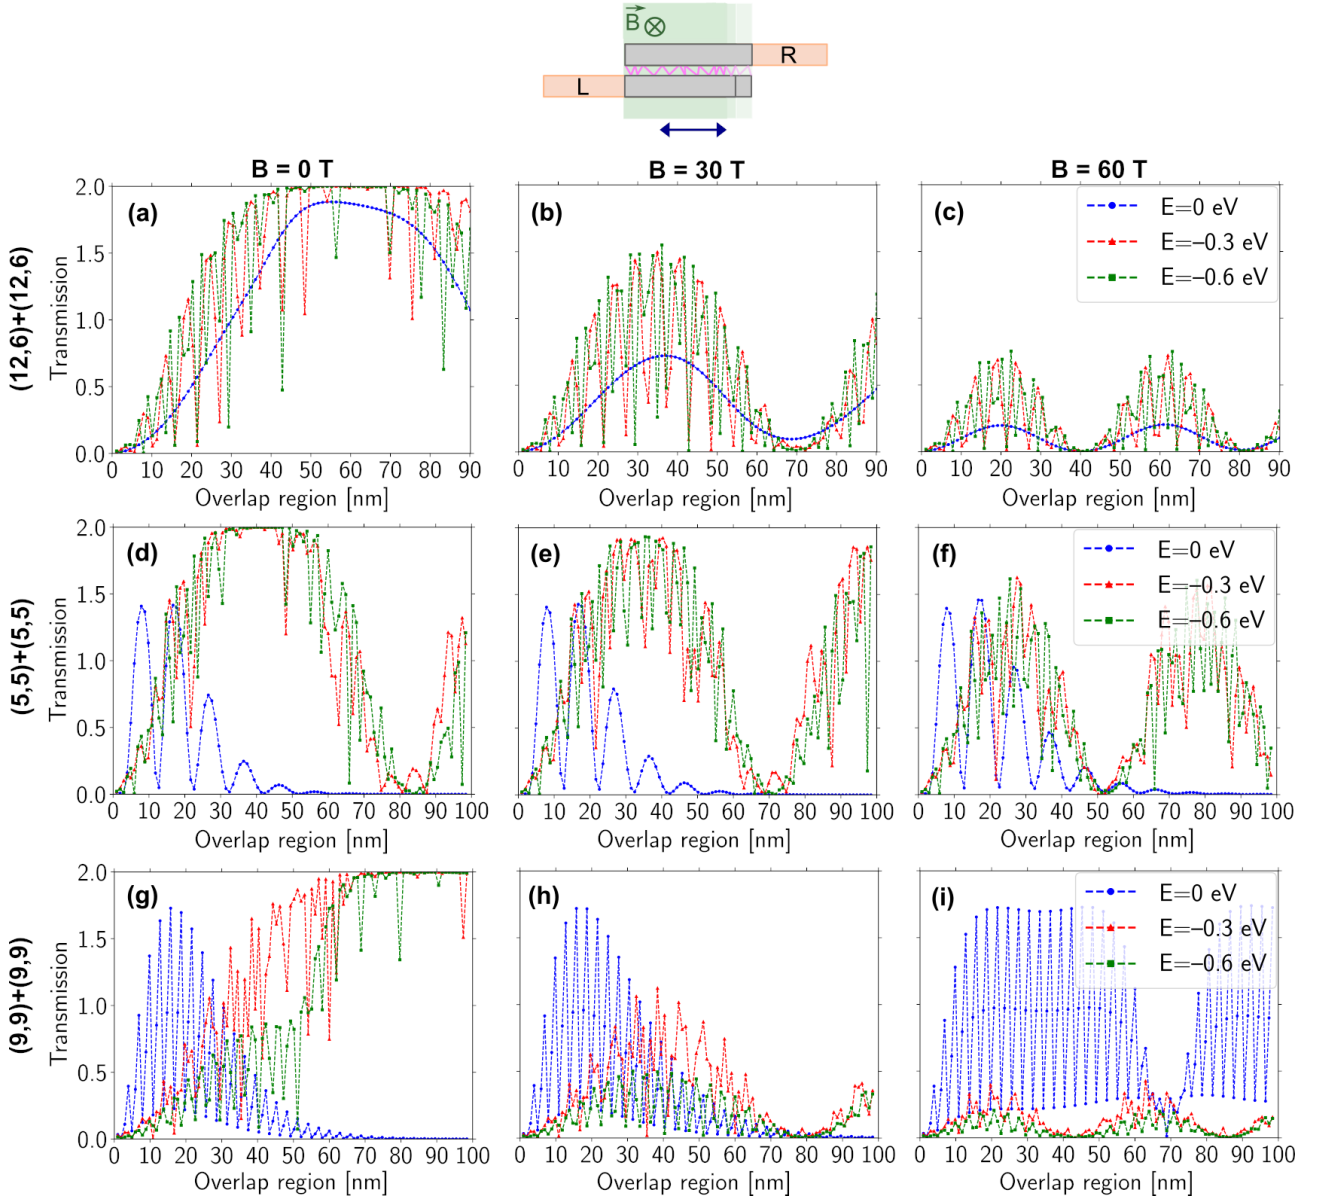 B
R
L
B = 0 T
B = 30 T
B = 60 T
(12,6)+(12,6)
Transmission
2.0
1.5
1.0
0.5
0.0
(a)
0 10 20 30 40 50 60 70 80 90
Overlap region [nm]
(b)
0 10 20 30 40 50 60 70 80 90
Overlap region [nm]
(c)
E=0 eV
E=−0.3 eV
E=−0.6 eV
0 10 20 30 40 50 60 70 80 90
Overlap region [nm]
(5,5)+(5,5)
Transmission
2.0
1.5
1.0
0.5
0.0
(d)
0 10 20 30 40 50 60 70 80 90 100
Overlap region [nm]
(e)
0 10 20 30 40 50 60 70 80 90 100
Overlap region [nm]
(f)
E=0 eV
E=−0.3 eV
E=−0.6 eV
0 10 20 30 40 50 60 70 80 90 100
Overlap region [nm]
(9,9)+(9,9)
Transmission
2.0
1.5
1.0
0.5
0.0
(g)
0 10 20 30 40 50 60 70 80 90 100
Overlap region [nm]
(h)
0 10 20 30 40 50 60 70 80 90 100
Overlap region [nm]
(i)
E=0 eV
E=−0.3 eV
E=−0.6 eV
0 10 20 30 40 50 60 70 80 90 100
Overlap region [nm]